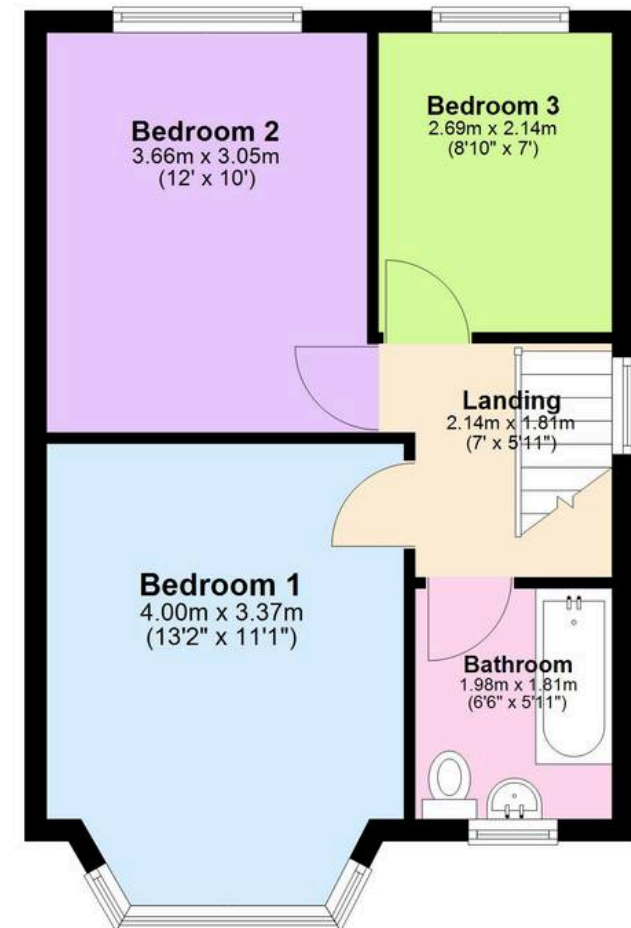 Bedroom 2
3.66m x 3.05m
(12' x 10')
Bedroom 3
2.69m x 2.14m
(8'10" x 7')
Landing
2.14m x 1.81m
(7' x 5'11")
Bedroom 1
4.00m x 3.37m
(13'2" x 11'1")
Bathroom
1.98m x 1.81m
(6'6" x 5'11")